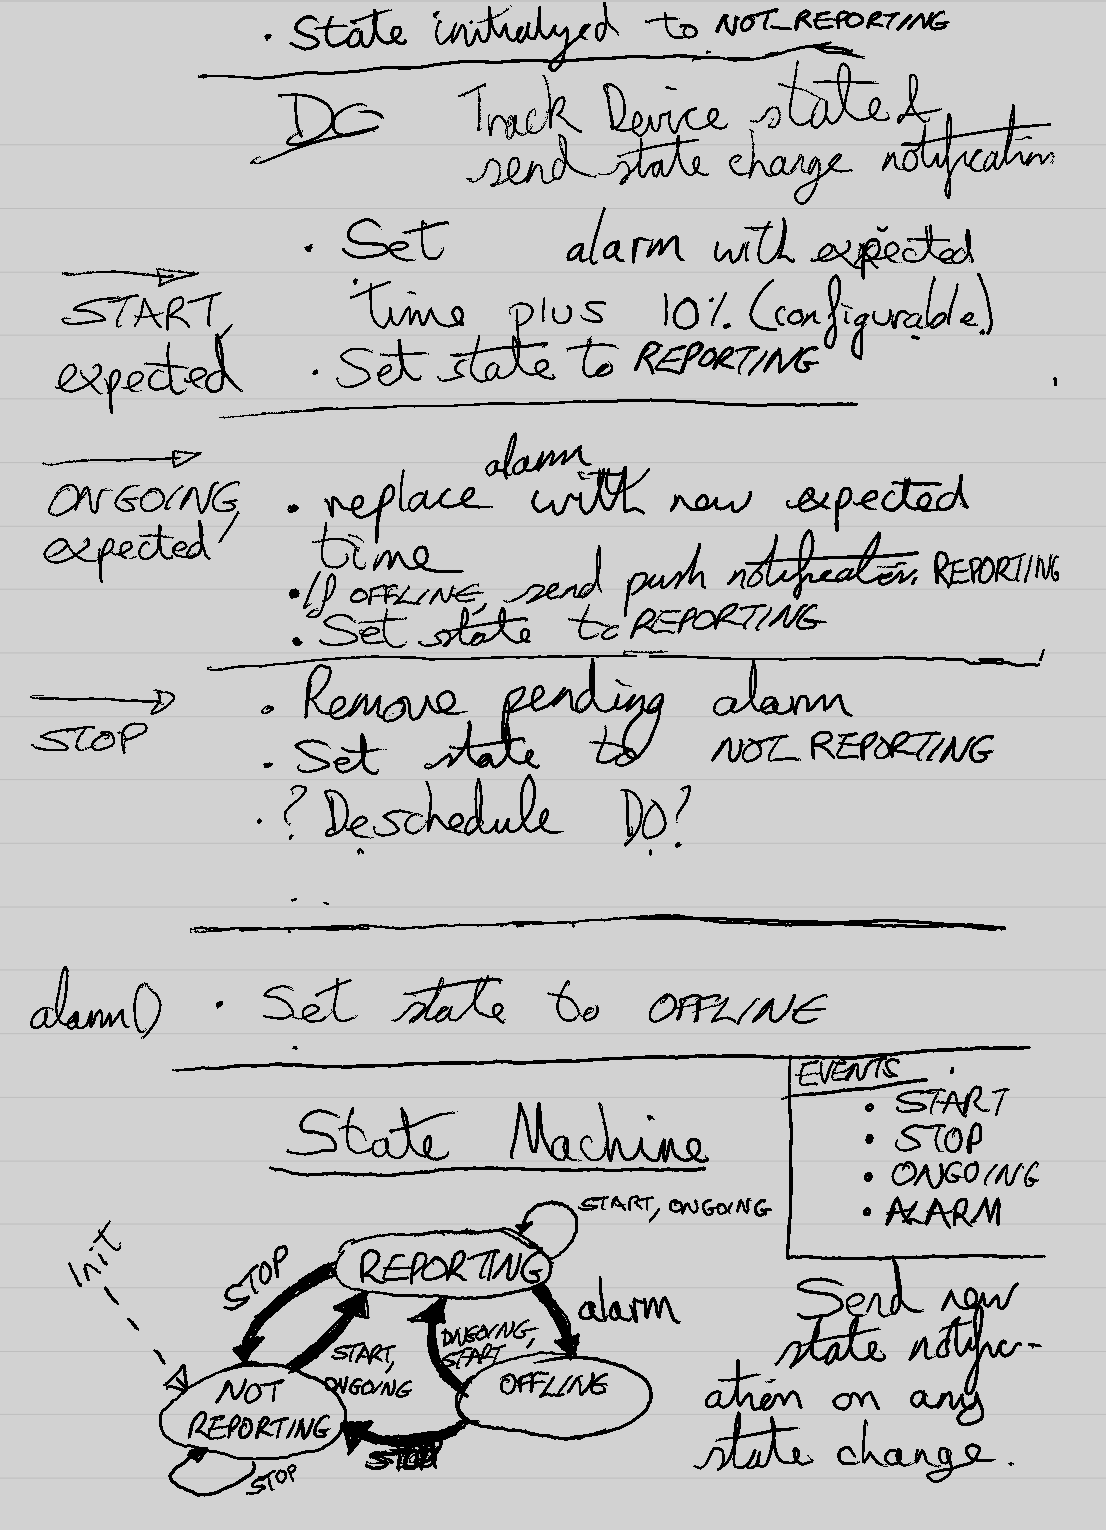 · State initialyzed to NOT_REPORTING
DO Track Device state &
send state change notification
START,
expected
· Set alarm with expected
time plus 10% (configurable)
· Set state to REPORTING
ONGOING,
expected
alarm
· replace with new expected
time
· If OFFLINE, send push notification REPORTING
· Set state to REPORTING
STOP
· Remove pending alarm
· Set state to NOT_REPORTING
· ? Deschedule DO?
alarm() · Set state to OFFLINE
EVENTS
· START
· STOP
· ONGOING
· ALARM
State Machine
START, ONGOING
Init
STOP
REPORTING
alarm
START,
ONGOING
ONGOING,
START
NOT
REPORTING
OFFLING
STOP
STOP
Send new
state notific-
ation on any
state change.